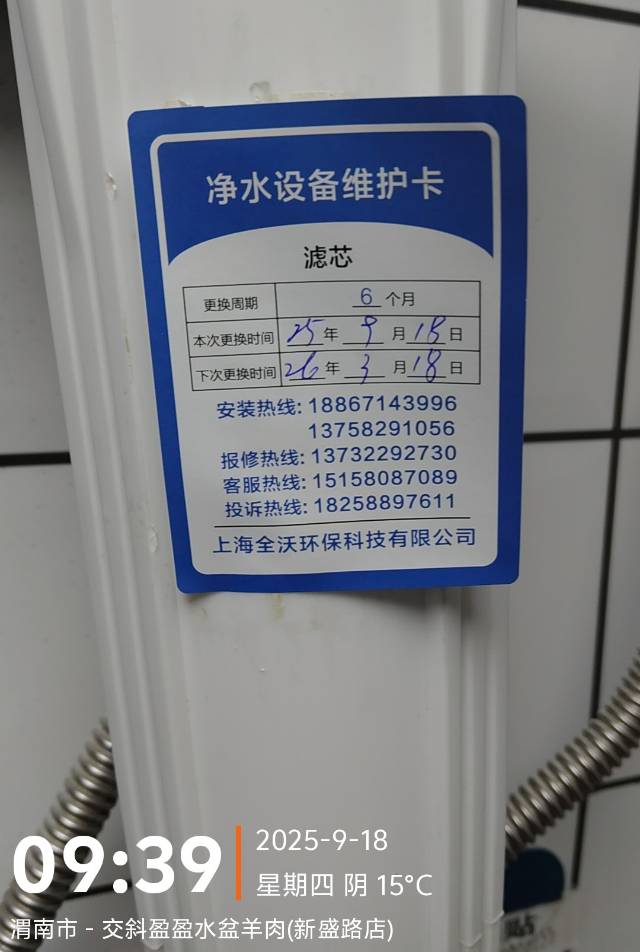 净水设备维护卡
滤芯
更换周期 6 个月
本次更换时间 25 年 9 月 18 日
下次更换时间 26 年 3 月 18 日
安装热线: 18867143996
13758291056
报修热线: 13732292730
客服热线: 15158087089
投诉热线: 18258897611
上海全沃环保科技有限公司
09:39
2025-9-18
星期四 阴 15°C
渭南市 - 交斜盈盈水盆羊肉(新盛路店)